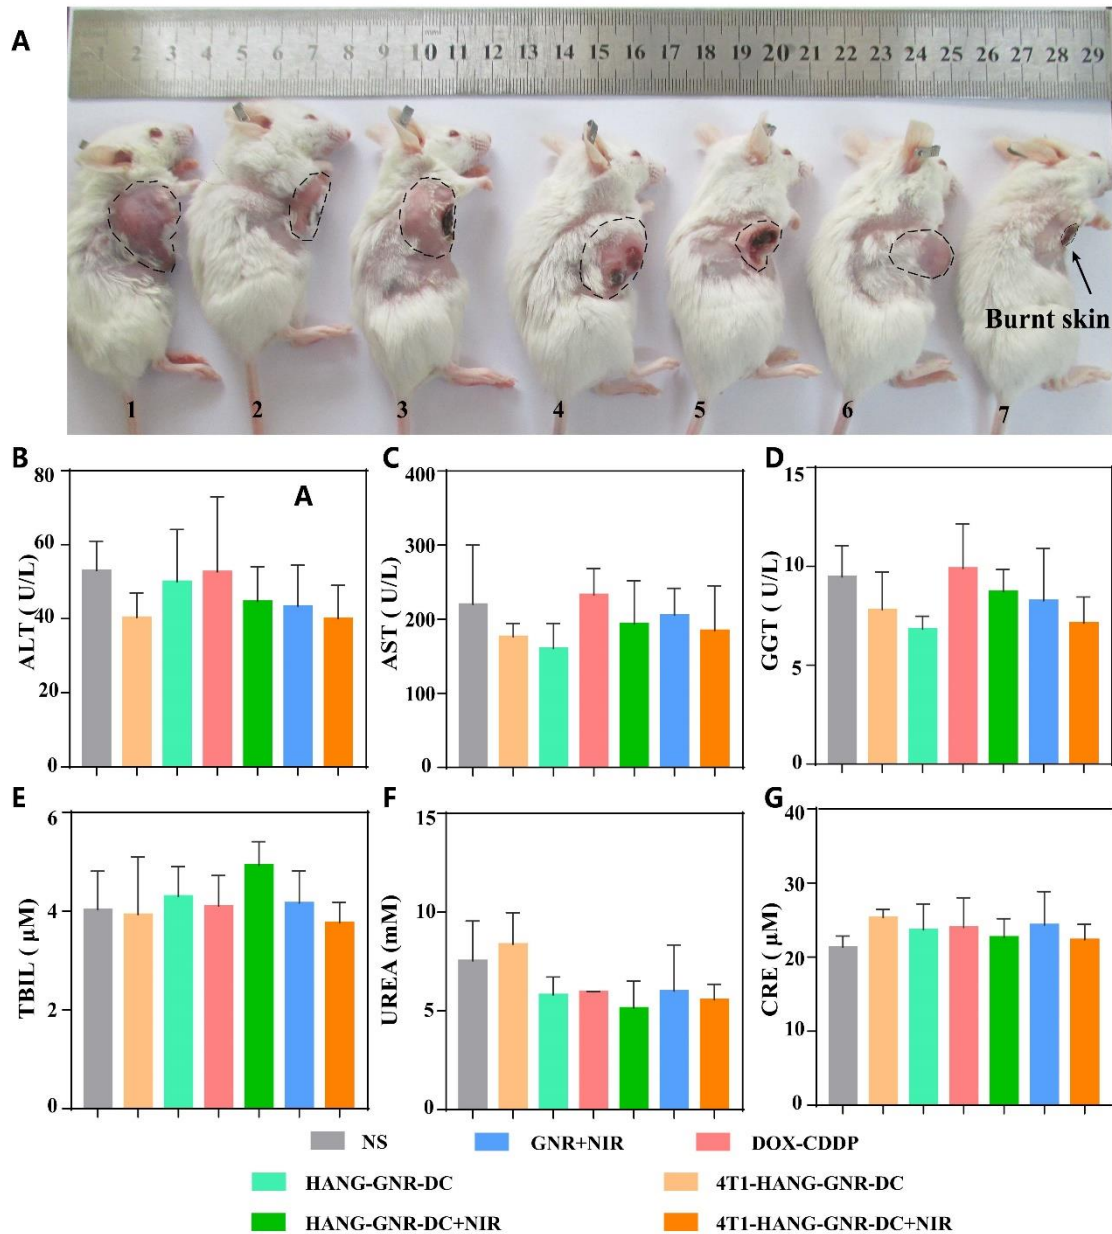 A
1 2 3 4 5 6 7 8 9 10 11 12 13 14 15 16 17 18 19 20 21 22 23 24 25 26 27 28 29
Burnt skin
1 2 3 4 5 6 7
B
A
ALT ( U/L)
80
60
40
20
0
C
AST ( U/L)
400
300
200
100
0
D
GGT ( U/L)
15
10
5
0
E
TBIL ( μM)
6
4
2
0
F
UREA (mM)
15
10
5
0
G
CRE ( μM)
40
30
20
10
0
NS GNR+NIR DOX-CDDP
HANG-GNR-DC 4T1-HANG-GNR-DC
HANG-GNR-DC+NIR 4T1-HANG-GNR-DC+NIR